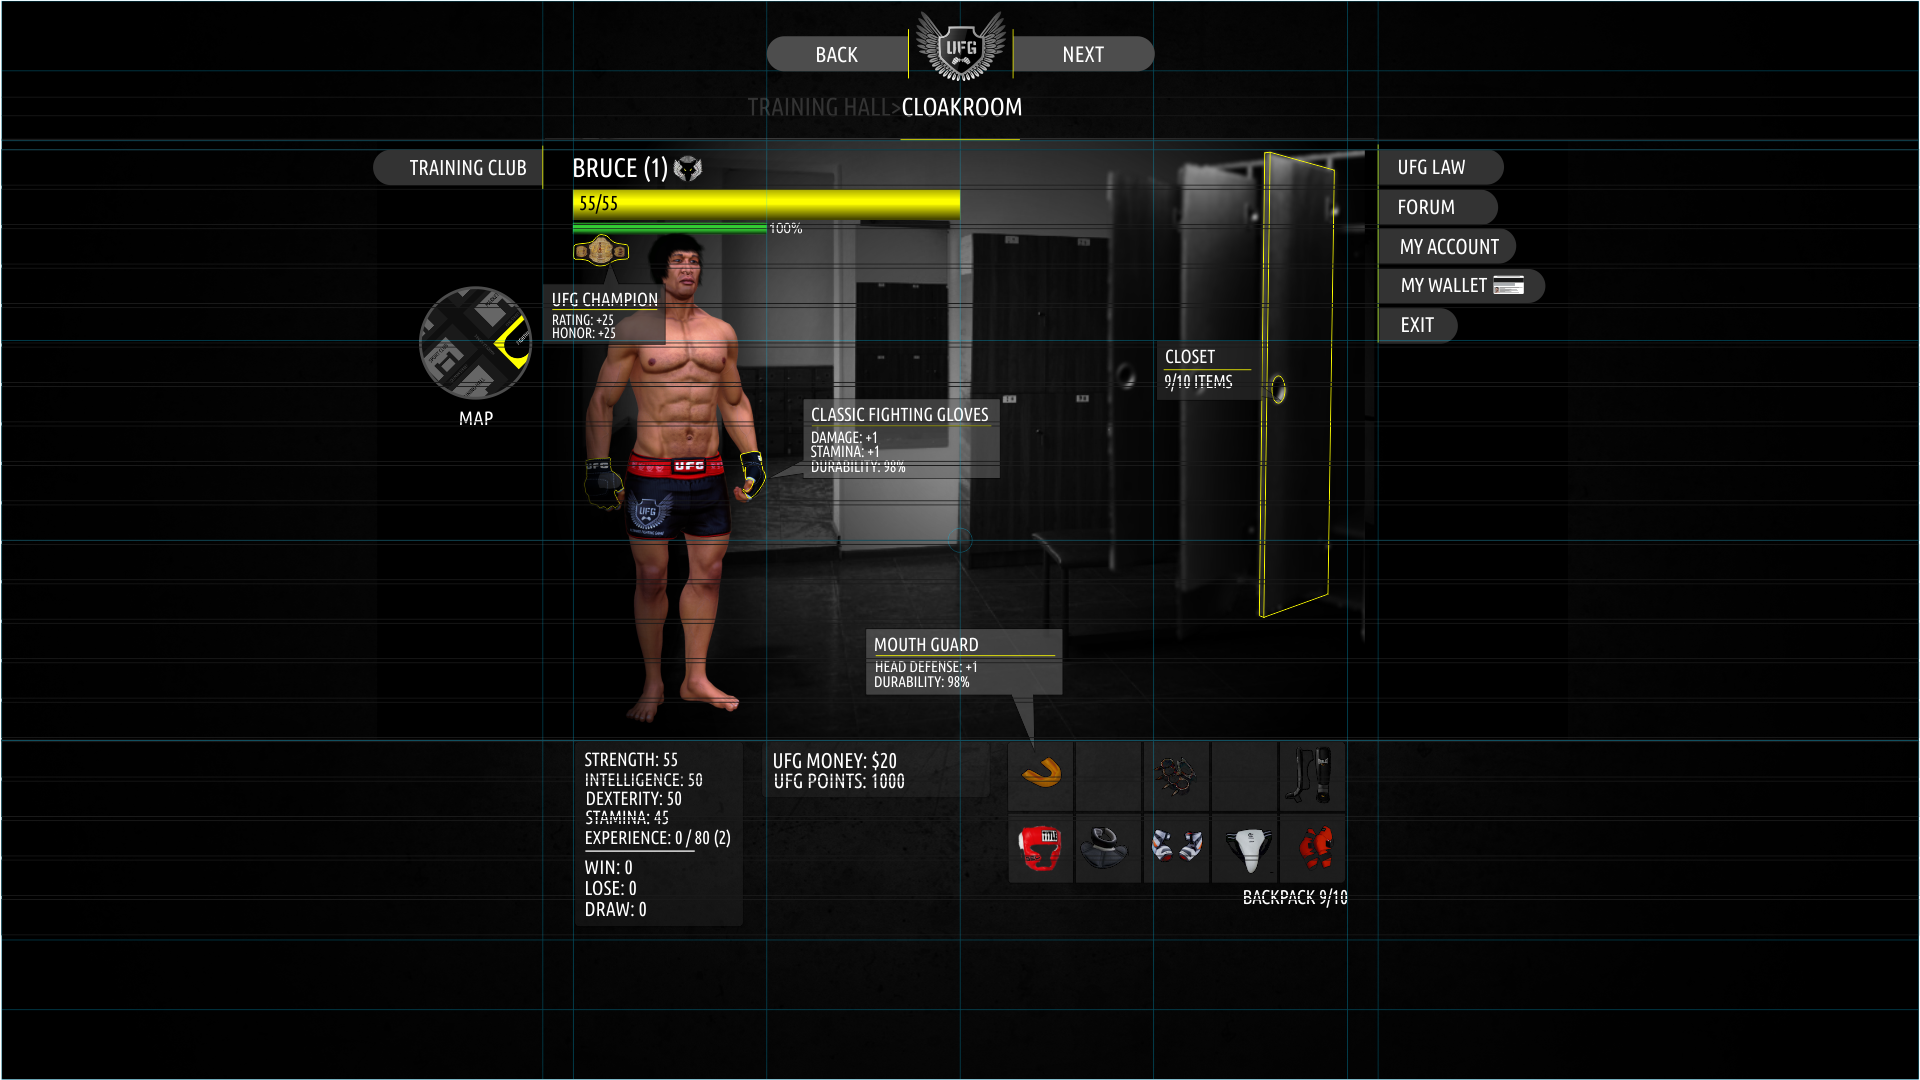 BACK
UFG
NEXT
TRAINING HALL>CLOAKROOM
TRAINING CLUB
BRUCE (1)
55/55
100%
UFG CHAMPION
RATING: +25
HONOR: +25
MAP
UFG LAW
FORUM
MY ACCOUNT
MY WALLET
EXIT
CLOSET
9/10 ITEMS
CLASSIC FIGHTING GLOVES
DAMAGE: +1
STAMINA: +1
DURABILITY: 98%
UFG
UFG
UFG
MOUTH GUARD
HEAD DEFENSE: +1
DURABILITY: 98%
STRENGTH: 55
INTELLIGENCE: 50
DEXTERITY: 50
STAMINA: 45
EXPERIENCE: 0 / 80 (2)
WIN: 0
LOSE: 0
DRAW: 0
UFG MONEY: $20
UFG POINTS: 1000
TITLE
BACKPACK 9/10